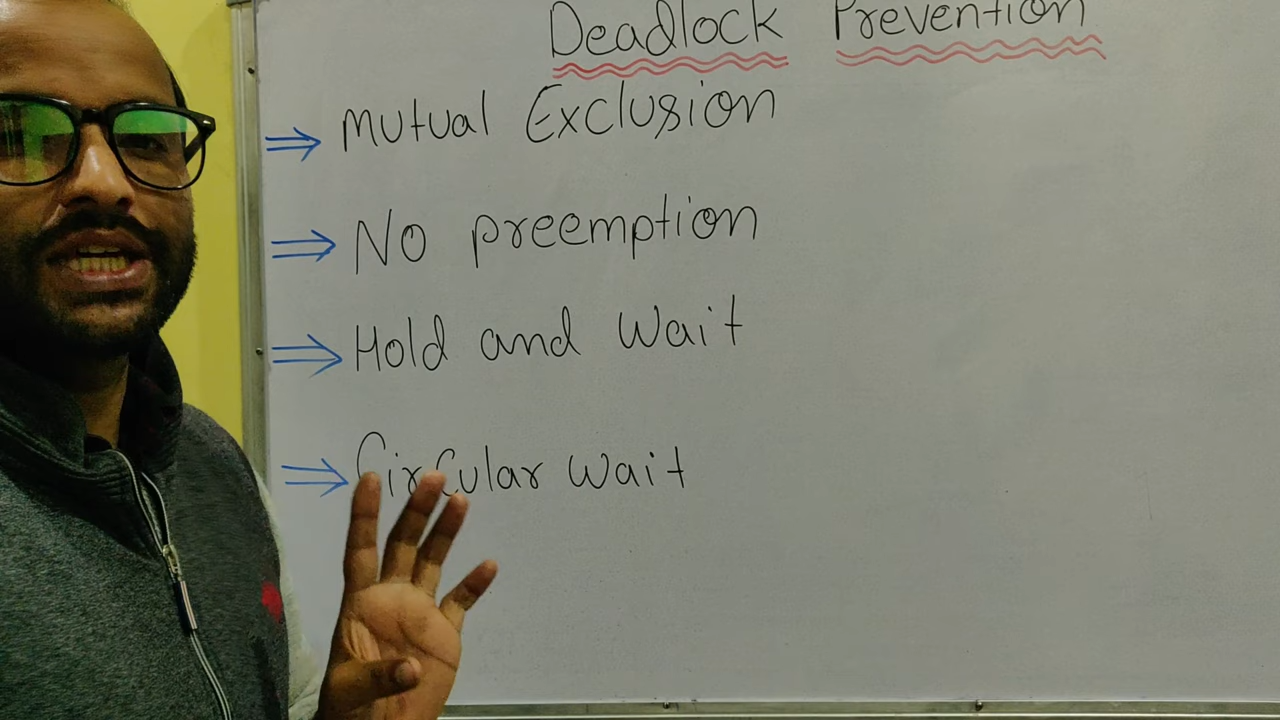 Deadlock Prevention
⇒ Mutual Exclusion
⇒ No preemption
⇒ Hold and Wait
⇒ Circular Wait